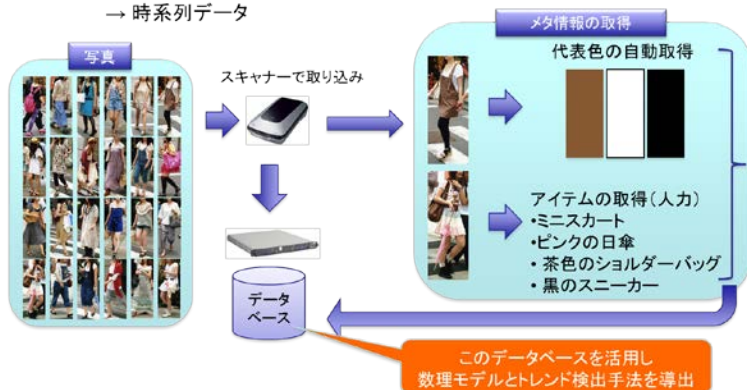 → 時系列データ
写真
スキャナーで取り込み
メタ情報の取得
代表色の自動取得
アイテムの取得(人力)
・ミニスカート
・ピンクの日傘
・茶色のショルダーバッグ
・黒のスニーカー
データ
ベース
このデータベースを活用し
数理モデルとトレンド検出手法を導出